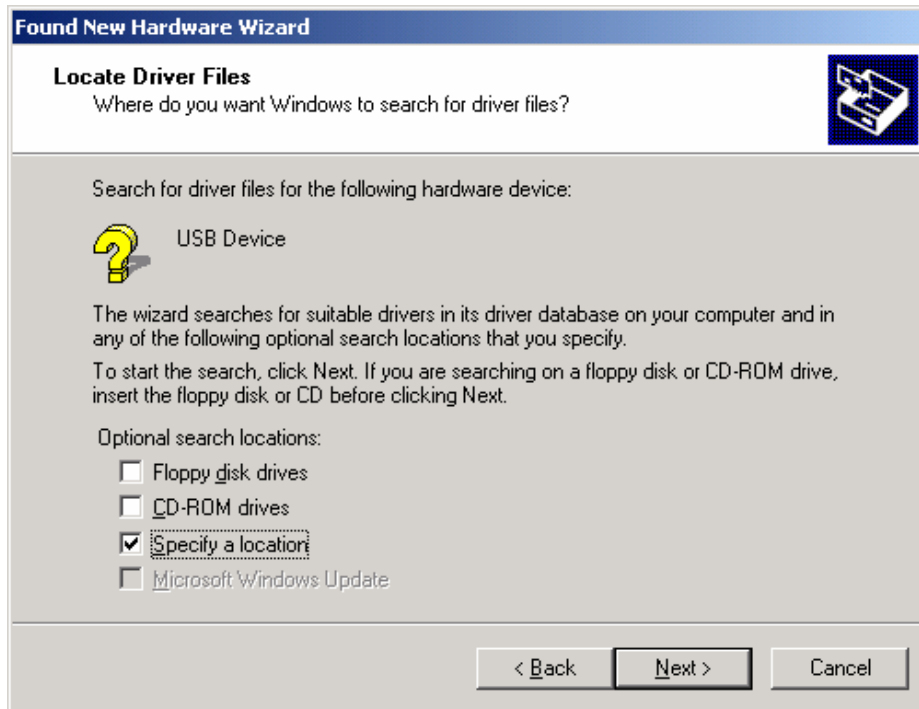 Found New Hardware Wizard
Locate Driver Files
Where do you want Windows to search for driver files?
Search for driver files for the following hardware device:
USB Device
The wizard searches for suitable drivers in its driver database on your computer and in
any of the following optional search locations that you specify.
To start the search, click Next. If you are searching on a floppy disk or CD-ROM drive,
insert the floppy disk or CD before clicking Next.
Optional search locations:
Floppy disk drives
CD-ROM drives
Specify a location
Microsoft Windows Update
< Back Next > Cancel